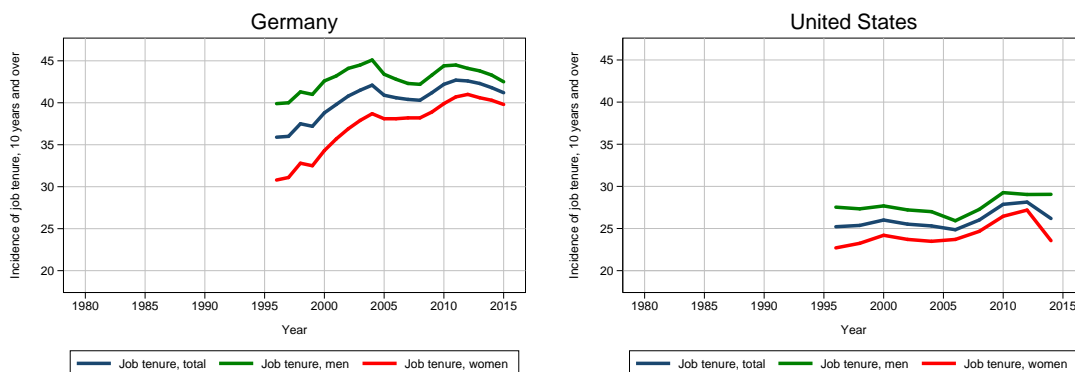 Germany
Incidence of job tenure, 10 years and over
45
40
35
30
25
20
1980 1985 1990 1995 2000 2005 2010 2015
Year
Job tenure, total Job tenure, men Job tenure, women
United States
Incidence of job tenure, 10 years and over
45
40
35
30
25
20
1980 1985 1990 1995 2000 2005 2010 2015
Year
Job tenure, total Job tenure, men Job tenure, women